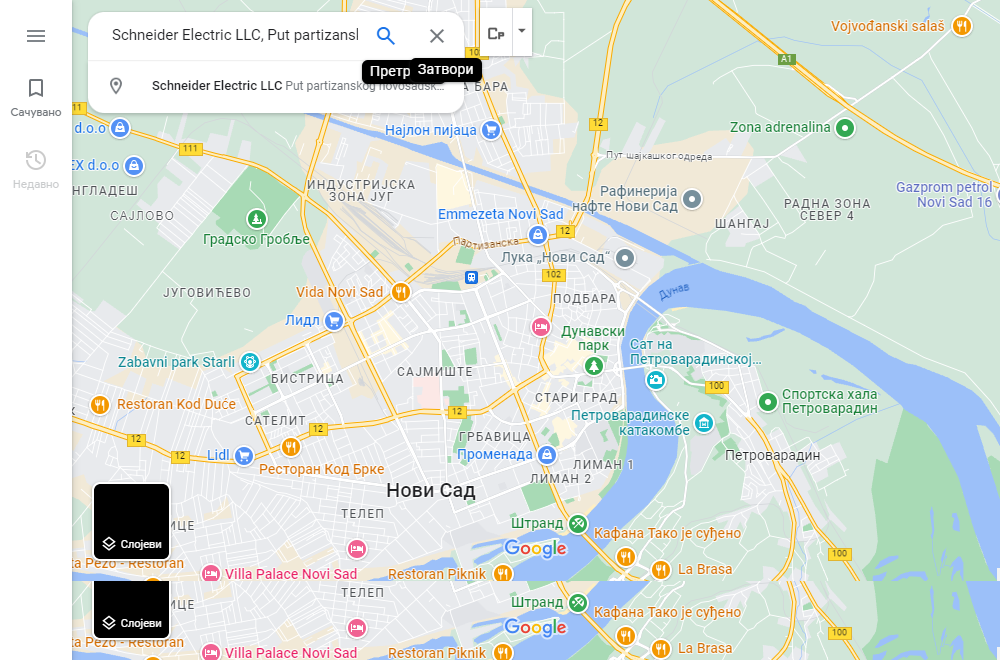 Schneider Electric LLC, Put partizansl
Schneider Electric LLC Put partizanskog novosadsk...
Претр
Затвори
Сачувано
Недавно
А БАРА
Vojvođanski salaš
A1
11
d.o.o
Најлон пијаца
12
Zona adrenalina
111
EX d.o.o
Пут шајкашког одреда
НГЛАДЕШ
ИНДУСТРИЈСКА
ЗОНА ЈУГ
Рафинерија
нафте Нови Сад
Gazprom petrol
Novi Sad 16
САЈЛОВО
Emmezeta Novi Sad
РАДНА ЗОНА
СЕВЕР 4
ШАНГАЈ
Градско Гробље
Партизанска
12
Лука „Нови Сад“
102
ЈУГОВИЋЕВО
Vida Novi Sad
ПОДБАРА
Дунав
Лидл
Дунавски
парк
Сат на
Петроварадинској...
Zabavni park Starli
САЈМИШТЕ
БИСТРИЦА
100
СТАРИ ГРАД
Спортска хала
Петроварадин
Restoran Kod Duće
12
Петроварадинске
катакомбе
САТЕЛИТ
12
12
ГРБАВИЦА
12
Lidl
Променада
Петроварадин
Ресторан Код Брке
ЛИМАН 1
ЛИМАН 2
Нови Сад
ТЕЛЕП
ИЦЕ
Штранд
Кафана Тако је суђено
Слојеви
Google
100
ta Pezo - Restoran
Villa Palace Novi Sad
Restoran Piknik
La Brasa
ТЕЛЕП
ИЦЕ
Штранд
Кафана Тако је суђено
Слојеви
Google
100
ta Pezo - Restoran
Villa Palace Novi Sad
Restoran Piknik
La Brasa